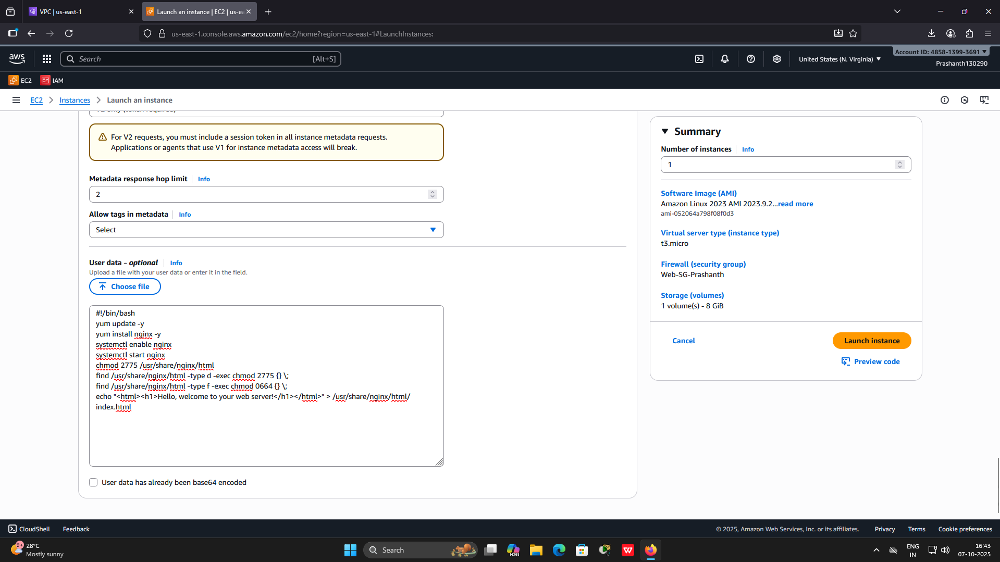 VPC | us-east-1
Launch an instance | EC2 | us-ea
us-east-1.console.aws.amazon.com/ec2/home?region=us-east-1#LaunchInstances:
aws
Search
[Alt+S]
United States (N. Virginia)
Account ID: 4858-1399-3691
Prashanth130290
EC2
IAM
EC2
Instances
Launch an instance
V2 only (token required)
For V2 requests, you must include a session token in all instance metadata requests.
Applications or agents that use V1 for instance metadata access will break.
Metadata response hop limit
Info
2
Allow tags in metadata
Info
Select
User data - optional
Info
Upload a file with your user data or enter it in the field.
Choose file
#!/bin/bash
yum update -y
yum install nginx -y
systemctl enable nginx
systemctl start nginx
chmod 2775 /usr/share/nginx/html
find /usr/share/nginx/html -type d -exec chmod 2775 {} \;
find /usr/share/nginx/html -type f -exec chmod 0664 {} \;
echo "<html><h1>Hello, welcome to your web server!</h1></html>" > /usr/share/nginx/html/
index.html
User data has already been base64 encoded
Summary
Number of instances
Info
1
Software Image (AMI)
Amazon Linux 2023 AMI 2023.9.2...read more
ami-052064a798f08f0d3
Virtual server type (instance type)
t3.micro
Firewall (security group)
Web-SG-Prashanth
Storage (volumes)
1 volume(s) - 8 GiB
Cancel
Launch instance
Preview code
CloudShell
Feedback
© 2025, Amazon Web Services, Inc. or its affiliates.
Privacy
Terms
Cookie preferences
9+
28°C
Mostly sunny
Search
M365
W
ENG
IN
16:43
07-10-2025